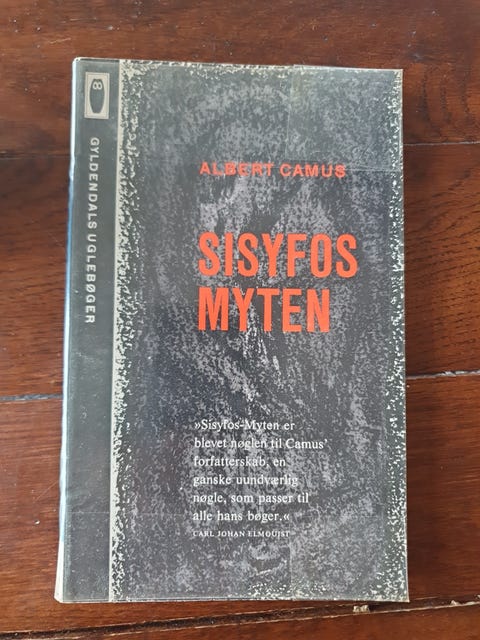 GYLDENDALS UGLEBØGER
ALBERT CAMUS
SISYFOS
MYTEN
»Sisyfos-Myten er
blevet nøglen til Camus'
forfatterskab, en
ganske uundværlig
nøgle, som passer til
alle hans bøger.«
CARL JOHAN ELMQUIST